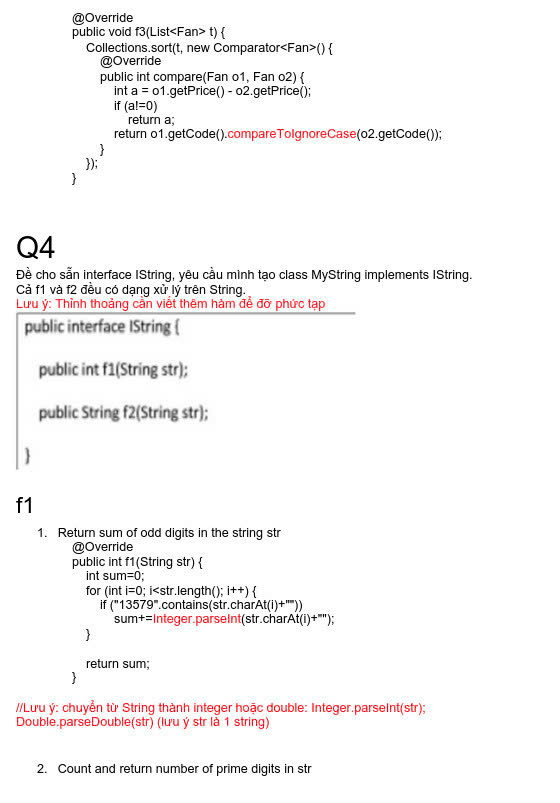 @Override
public void f3(List<Fan> t) {
Collections.sort(t, new Comparator<Fan>() {
@Override
public int compare(Fan o1, Fan o2) {
int a = o1.getPrice() - o2.getPrice();
if (a!=0)
return a;
return o1.getCode().compareToIgnoreCase(o2.getCode());
}
});
}
Q4
Đề cho sẵn interface IString, yêu cầu mình tạo class MyString implements IString.
Cả f1 và f2 đều có dạng xử lý trên String.
Lưu ý: Thỉnh thoảng cần viết thêm hàm để đỡ phức tạp
public interface IString {
public int f1(String str);
public String f2(String str);
}
f1
1. Return sum of odd digits in the string str
@Override
public int f1(String str) {
int sum=0;
for (int i=0; i<str.length(); i++) {
if ("13579".contains(str.charAt(i)+""))
sum+=Integer.parseInt(str.charAt(i)+"");
}
return sum;
}
//Lưu ý: chuyển từ String thành integer hoặc double: Integer.parseInt(str);
Double.parseDouble(str) (lưu ý str là 1 string)
2. Count and return number of prime digits in str